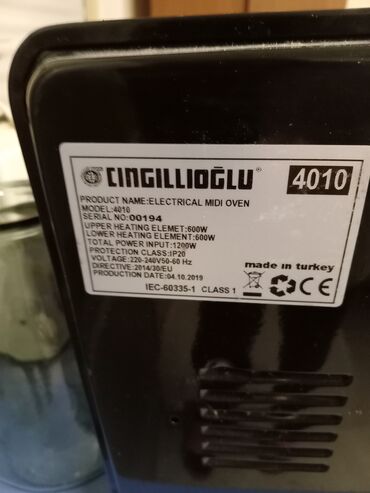 CINGILLIOĞLU 4010
PRODUCT NAME:ELECTRICAL MIDI OVEN
MODEL:4010
SERIAL NO:00194
UPPER HEATING ELEMET:600W
LOWER HEATING ELEMENT:600W
TOTAL POWER INPUT:1200W
PROTECTION CLASS:IP20
VOLTAGE:220-240V50-60 Hz
DIRECTIVE:2014/30/EU
PRODUCTION DATE:04.10.2019
made in turkey
CE
IEC-60335-1 CLASS 1